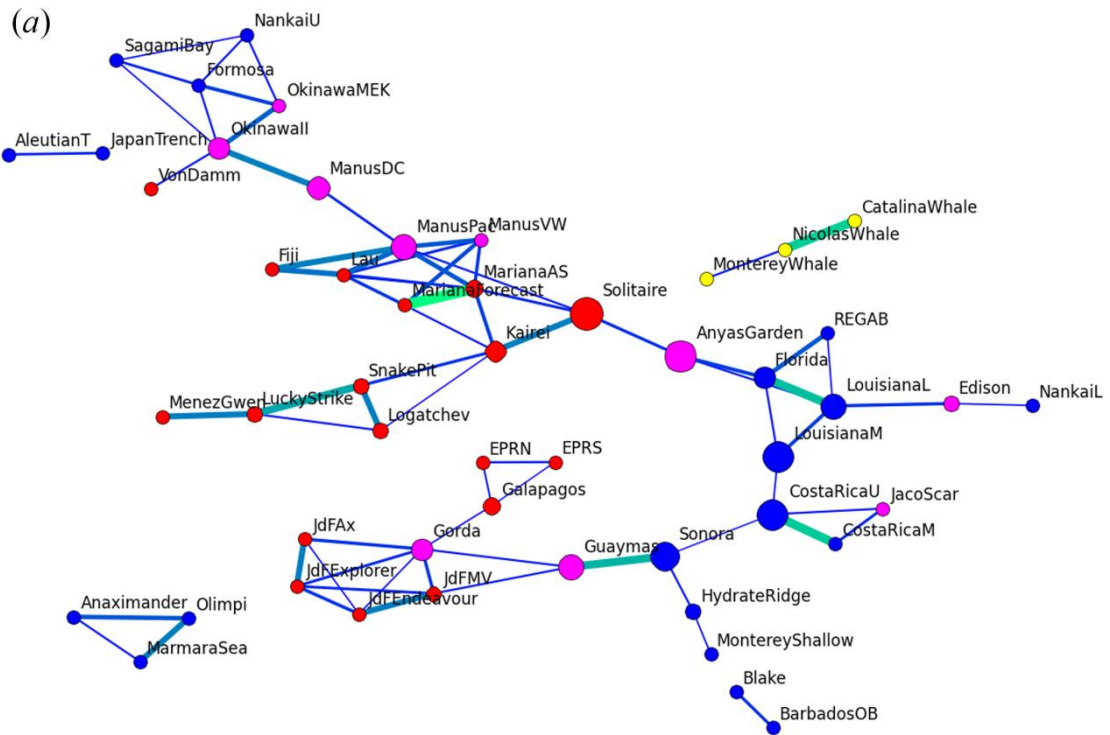 (a)
NankaiU
SagamiBay
Formosa
OkinawaMEK
OkinawaII
AleutianT
JapanTrench
VonDamm
ManusDC
CatalinaWhale
NicolasWhale
MontereyWhale
ManusPac
ManusVW
Fiji
Lau
MarianaAS
MarianaForecast
Solitaire
Kairei
AnyasGarden
REGAB
Florida
SnakePit
LouisianaL
Edison
NankaiL
MenezGwen
LuckyStrike
Logatchev
LouisianaM
EPRN
EPRS
Galapagos
CostaRicaU
JacoScar
CostaRicaM
JdFAx
Gorda
Sonora
Guaymas
JdFExplorer
JdFMV
JdFEndeavour
Anaximander
Olimpi
HydrateRidge
MarmaraSea
MontereyShallow
Blake
BarbadosOB